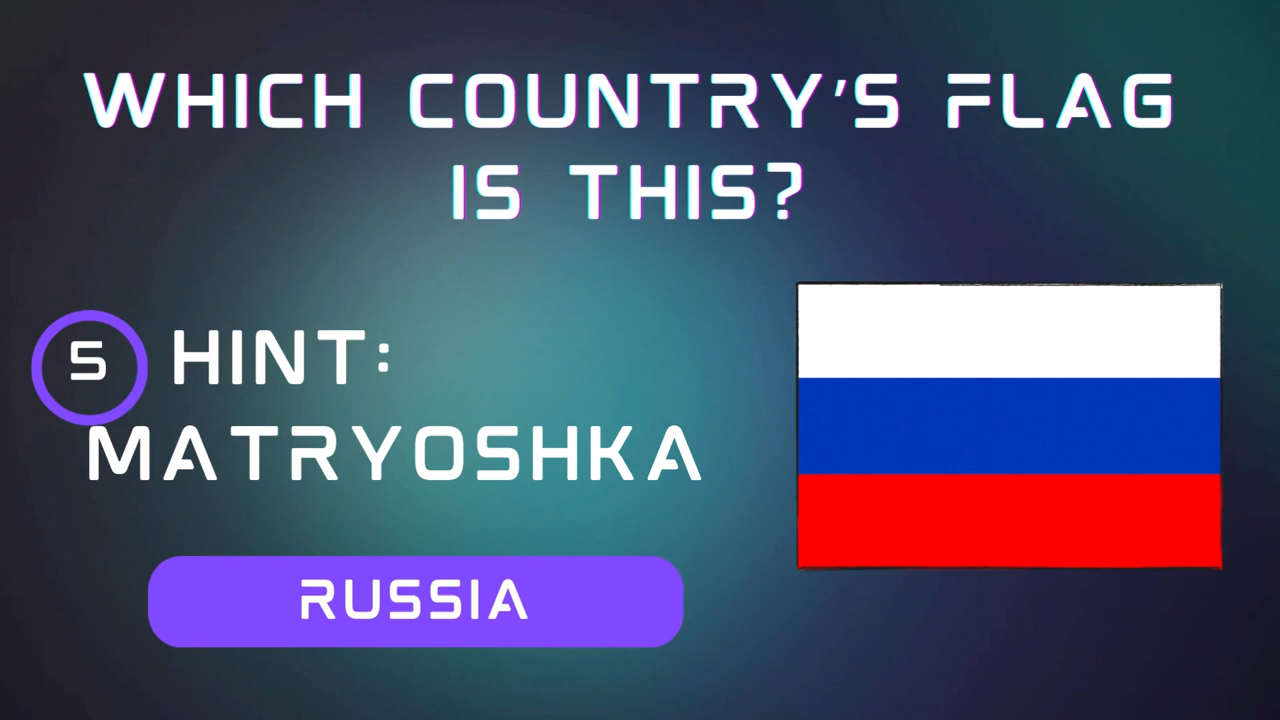 WHICH COUNTRY'S FLAG
IS THIS?
5 HINT:
MATRYOSHKA
RUSSIA